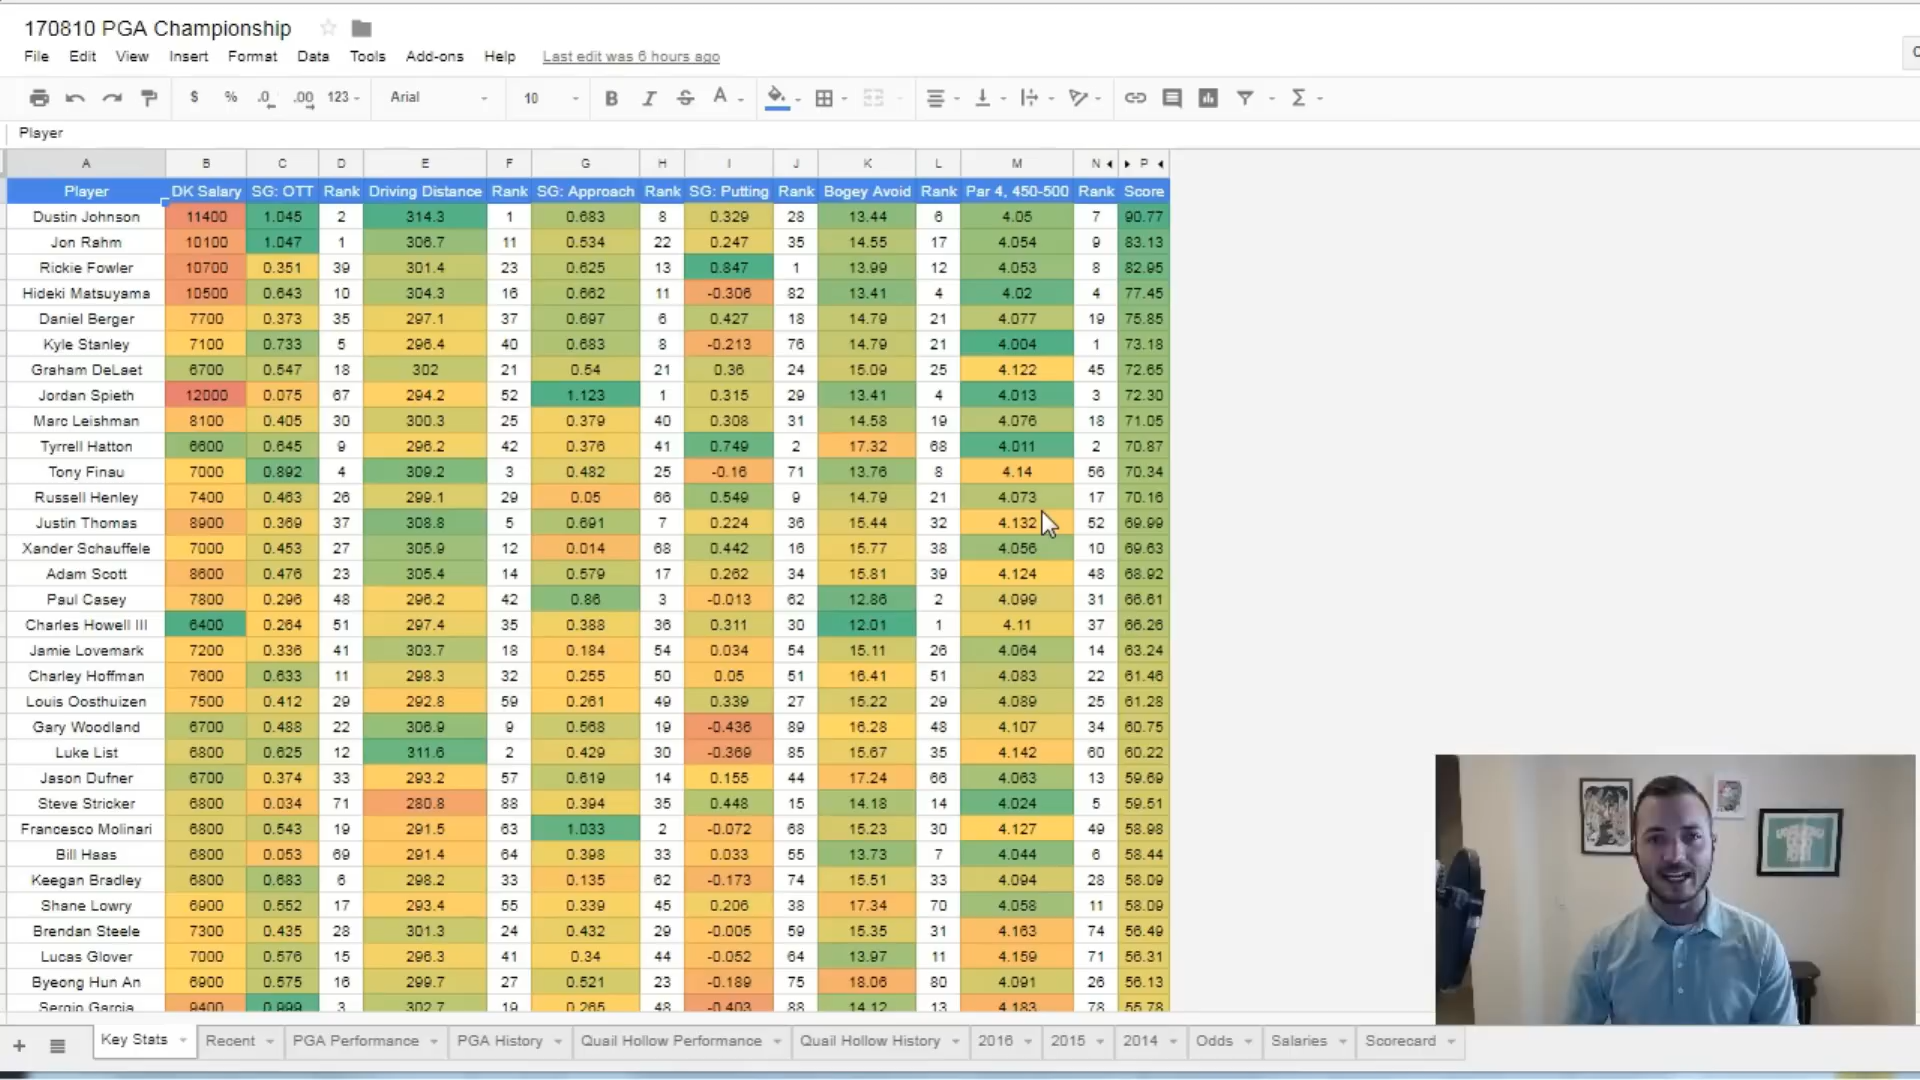 170810 PGA Championship
File Edit View Insert Format Data Tools Add-ons Help Last edit was 6 hours ago
$ % .0 .00 123 Arial 10 B I S A Σ
Player
A B C D E F G H I J K L M N P
Player DK Salary SG: OTT Rank Driving Distance Rank SG: Approach Rank SG: Putting Rank Bogey Avoid Rank Par 4, 450-500 Rank Score
Dustin Johnson 11400 1.045 2 314.3 1 0.683 8 0.329 28 13.44 6 4.05 7 90.77
Jon Rahm 10100 1.047 1 306.7 11 0.534 22 0.247 35 14.55 17 4.054 9 83.13
Rickie Fowler 10700 0.351 39 301.4 23 0.625 13 0.847 1 13.99 12 4.053 8 82.95
Hideki Matsuyama 10500 0.643 10 304.3 16 0.662 11 -0.306 82 13.41 4 4.02 4 77.45
Daniel Berger 7700 0.373 35 297.1 37 0.697 6 0.427 18 14.79 21 4.077 19 75.85
Kyle Stanley 7100 0.733 5 296.4 40 0.683 8 -0.213 76 14.79 21 4.004 1 73.18
Graham DeLaet 6700 0.547 18 302 21 0.54 21 0.36 24 15.09 25 4.122 45 72.65
Jordan Spieth 12000 0.075 67 294.2 52 1.123 1 0.315 29 13.41 4 4.013 3 72.30
Marc Leishman 8100 0.405 30 300.3 25 0.379 40 0.308 31 14.58 19 4.076 18 71.05
Tyrrell Hatton 6600 0.645 9 296.2 42 0.376 41 0.749 2 17.32 68 4.011 2 70.87
Tony Finau 7000 0.892 4 309.2 3 0.482 25 -0.16 71 13.76 8 4.14 56 70.34
Russell Henley 7400 0.463 26 299.1 29 0.05 66 0.549 9 14.79 21 4.073 17 70.16
Justin Thomas 8900 0.369 37 308.8 5 0.691 7 0.224 36 15.44 32 4.132 52 69.99
Xander Schauffele 7000 0.453 27 305.9 12 0.014 68 0.442 16 15.77 38 4.056 10 69.63
Adam Scott 8600 0.476 23 305.4 14 0.579 17 0.262 34 15.81 39 4.124 48 68.92
Paul Casey 7800 0.296 48 296.2 42 0.86 3 -0.013 62 12.86 2 4.099 31 66.61
Charles Howell III 6400 0.264 51 297.4 35 0.388 36 0.311 30 12.01 1 4.11 37 66.26
Jamie Lovemark 7200 0.336 41 303.7 18 0.184 54 0.034 54 15.11 26 4.064 14 63.24
Charley Hoffman 7600 0.633 11 298.3 32 0.255 50 0.05 51 16.41 51 4.083 22 61.46
Louis Oosthuizen 7500 0.412 29 292.8 59 0.261 49 0.339 27 15.22 29 4.089 25 61.28
Gary Woodland 6700 0.488 22 306.9 9 0.568 19 -0.436 89 16.28 48 4.107 34 60.75
Luke List 6800 0.625 12 311.6 2 0.429 30 -0.369 85 15.67 35 4.142 60 60.22
Jason Dufner 6700 0.374 33 293.2 57 0.619 14 0.155 44 17.24 66 4.063 13 59.69
Steve Stricker 6800 0.034 71 280.8 88 0.394 35 0.448 15 14.18 14 4.024 5 59.51
Francesco Molinari 6800 0.543 19 291.5 63 1.033 2 -0.072 68 15.23 30 4.127 49 58.98
Bill Haas 6800 0.053 69 291.4 64 0.398 33 0.033 55 13.73 7 4.044 6 58.44
Keegan Bradley 6800 0.683 6 298.2 33 0.135 62 -0.173 74 15.51 33 4.094 28 58.09
Shane Lowry 6900 0.552 17 293.4 55 0.339 45 0.206 38 17.34 70 4.058 11 58.09
Brendan Steele 7300 0.435 28 301.3 24 0.432 29 -0.005 59 15.35 31 4.163 74 56.49
Lucas Glover 7000 0.576 15 296.3 41 0.34 44 -0.052 64 13.97 11 4.159 71 56.31
Byeong Hun An 6900 0.575 16 299.7 27 0.521 23 -0.189 75 18.06 80 4.091 26 56.13
Sergio Garcia 9400 0.999 3 302.7 19 0.265 48 -0.403 88 14.12 13 4.183 78 55.78
Key Stats Recent PGA Performance PGA History Quail Hollow Performance Quail Hollow History 2016 2015 2014 Odds Salaries Scorecard